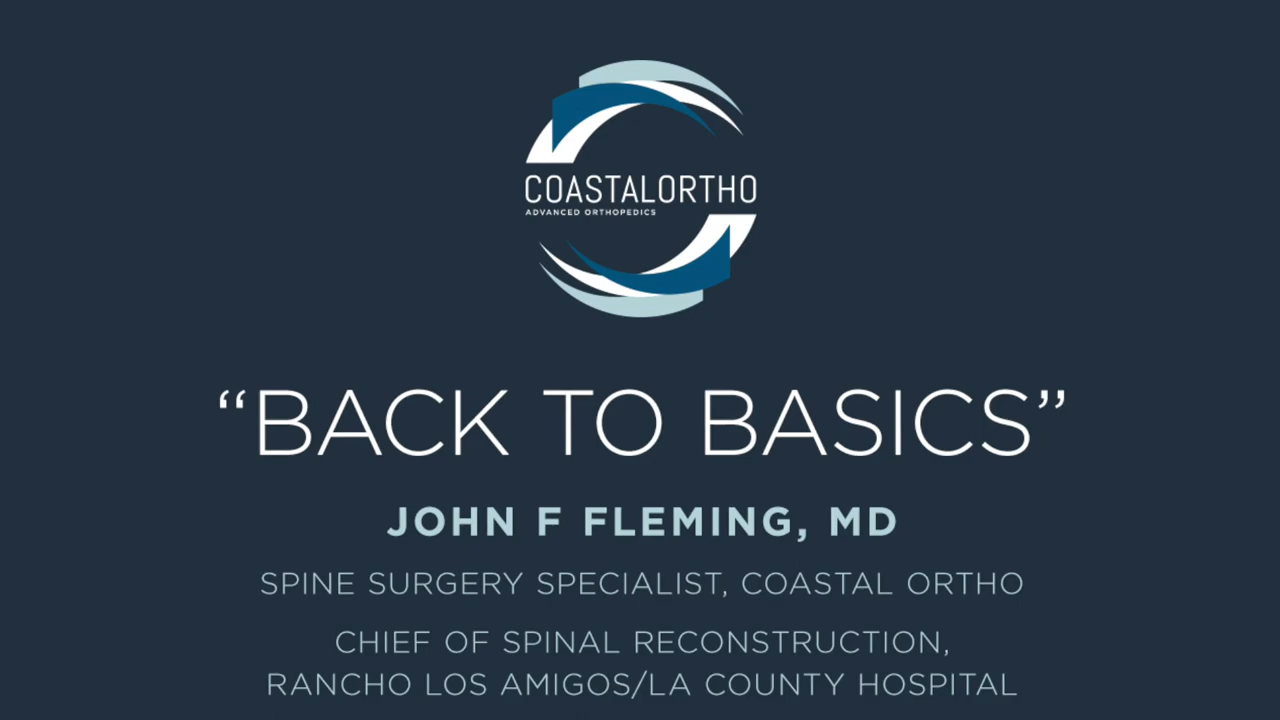 COASTALORTHO
ADVANCED ORTHOPEDICS
“BACK TO BASICS”
JOHN F FLEMING, MD
SPINE SURGERY SPECIALIST, COASTAL ORTHO
CHIEF OF SPINAL RECONSTRUCTION,
RANCHO LOS AMIGOS/LA COUNTY HOSPITAL